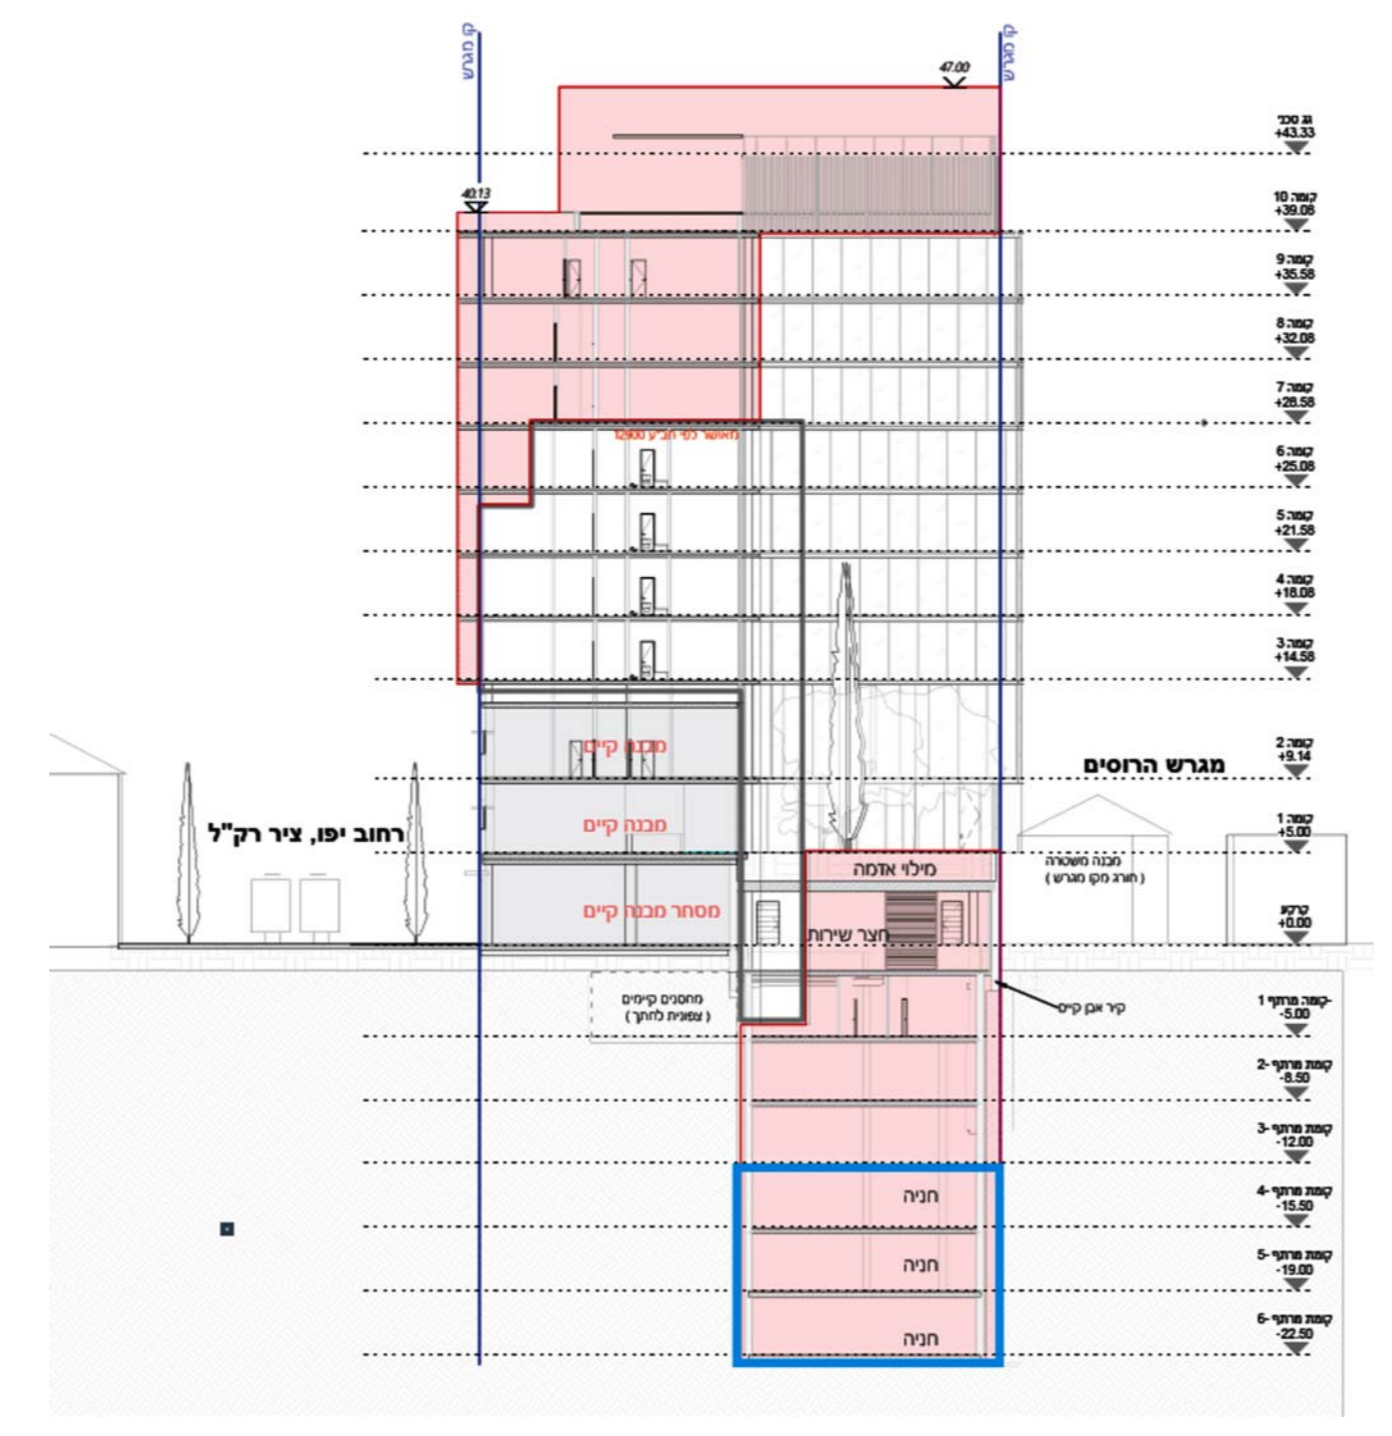 קו מגרש
קו מגרש
47.00
גג טכני
+43.33
40.13
קומה 10
+39.08
קומה 9
+35.58
קומה 8
+32.08
קומה 7
+28.58
מאושר לפי תב"ע 12900
קומה 6
+25.08
קומה 5
+21.58
קומה 4
+18.08
קומה 3
+14.58
מבנה קיים
קומה 2
+9.14
מגרש הרוסים
רחוב יפו, ציר רק"ל
מבנה קיים
קומה 1
+5.00
מילוי אדמה
מבנה משטרה
( חורג מקו מגרש )
מסחר מבנה קיים
קרקע
+0.00
חצר שירות
מחסנים קיימים
( צפונית לחתך )
קיר אבן קיים
קומה מרתף 1-
-5.00
קומת מרתף 2-
-8.50
קומת מרתף 3-
-12.00
חניה
קומת מרתף 4-
-15.50
חניה
קומת מרתף 5-
-19.00
חניה
קומת מרתף 6-
-22.50